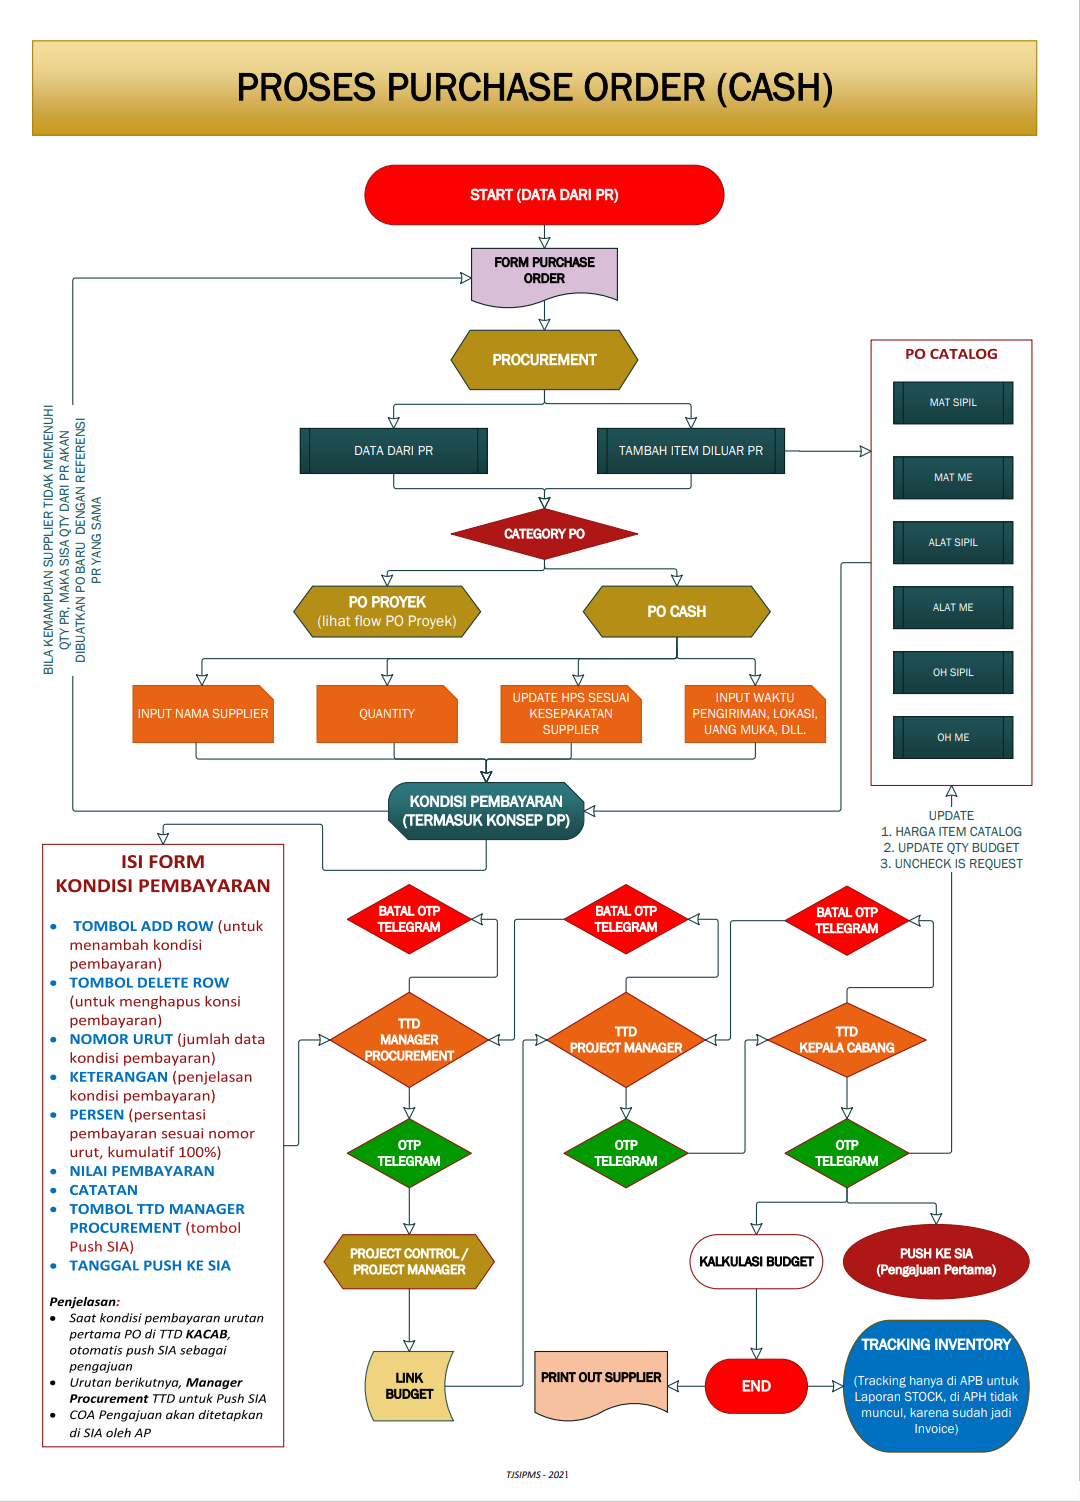 PROSES PURCHASE ORDER (CASH)
START (DATA DARI PR)
FORM PURCHASE
ORDER
PROCUREMENT
DATA DARI PR
TAMBAH ITEM DILUAR PR
CATEGORY PO
PO PROYEK
(lihat flow PO Proyek)
PO CASH
INPUT NAMA SUPPLIER
QUANTITY
UPDATE HPS SESUAI
KESEPAKATAN
SUPPLIER
INPUT WAKTU
PENGIRIMAN, LOKASI,
UANG MUKA, DLL.
KONDISI PEMBAYARAN
(TERMASUK KONSEP DP)
BILA KEMAMPUAN SUPPLIER TIDAK MEMENUHI
QTY PR, MAKA SISA QTY DARI PR AKAN
DIBUATKAN PO BARU DENGAN REFERENSI
PR YANG SAMA
PO CATALOG
MAT SIPIL
MAT ME
ALAT SIPIL
ALAT ME
OH SIPIL
OH ME
UPDATE
1. HARGA ITEM CATALOG
2. UPDATE QTY BUDGET
3. UNCHECK IS REQUEST
ISI FORM
KONDISI PEMBAYARAN
• TOMBOL ADD ROW (untuk
menambah kondisi
pembayaran)
• TOMBOL DELETE ROW
(untuk menghapus konsi
pembayaran)
• NOMOR URUT (jumlah data
kondisi pembayaran)
• KETERANGAN (penjelasan
kondisi pembayaran)
• PERSEN (persentasi
pembayaran sesuai nomor
urut, kumulatif 100%)
• NILAI PEMBAYARAN
• CATATAN
• TOMBOL TTD MANAGER
PROCUREMENT (tombol
Push SIA)
• TANGGAL PUSH KE SIA
Penjelasan:
• Saat kondisi pembayaran urutan
pertama PO di TTD KACAB,
otomatis push SIA sebagai
pengajuan
• Urutan berikutnya, Manager
Procurement TTD untuk Push SIA
• COA Pengajuan akan ditetapkan
di SIA oleh AP
BATAL OTP
TELEGRAM
BATAL OTP
TELEGRAM
BATAL OTP
TELEGRAM
TTD
MANAGER
PROCUREMENT
TTD
PROJECT MANAGER
TTD
KEPALA CABANG
OTP
TELEGRAM
OTP
TELEGRAM
OTP
TELEGRAM
PROJECT CONTROL /
PROJECT MANAGER
KALKULASI BUDGET
PUSH KE SIA
(Pengajuan Pertama)
LINK
BUDGET
PRINT OUT SUPPLIER
END
TRACKING INVENTORY
(Tracking hanya di APB untuk
Laporan STOCK, di APH tidak
muncul, karena sudah jadi
Invoice)
TJSIPMS - 2021